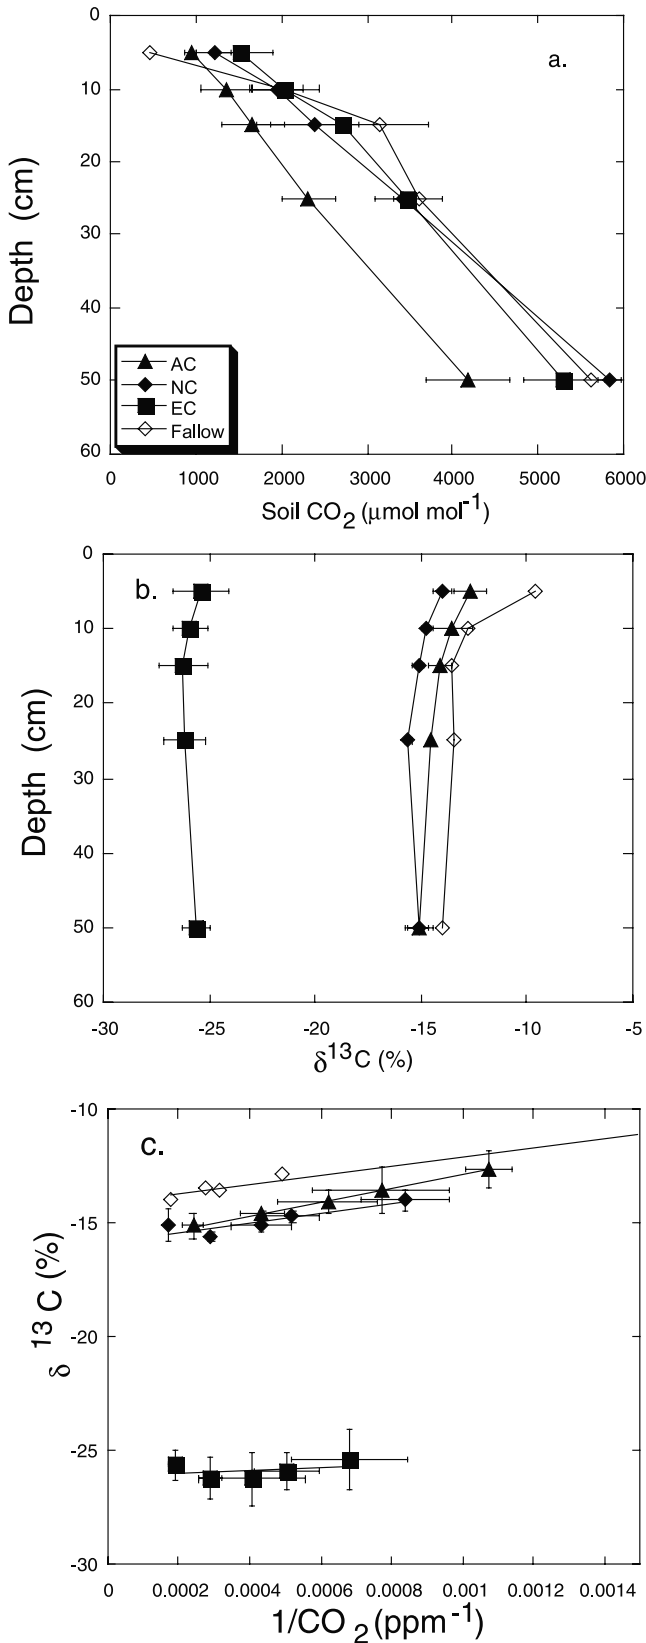 a.
0
10
20
30
40
50
60
Depth (cm)
AC
NC
EC
Fallow
0 1000 2000 3000 4000 5000 6000
Soil CO2 (μmol mol-1)
b.
0
10
20
30
40
50
60
Depth (cm)
-30 -25 -20 -15 -10 -5
δ13C (%)
c.
-10
-15
-20
-25
-30
δ 13C (%)
0 0.0002 0.0004 0.0006 0.0008 0.001 0.0012 0.0014
1/CO2 (ppm-1)